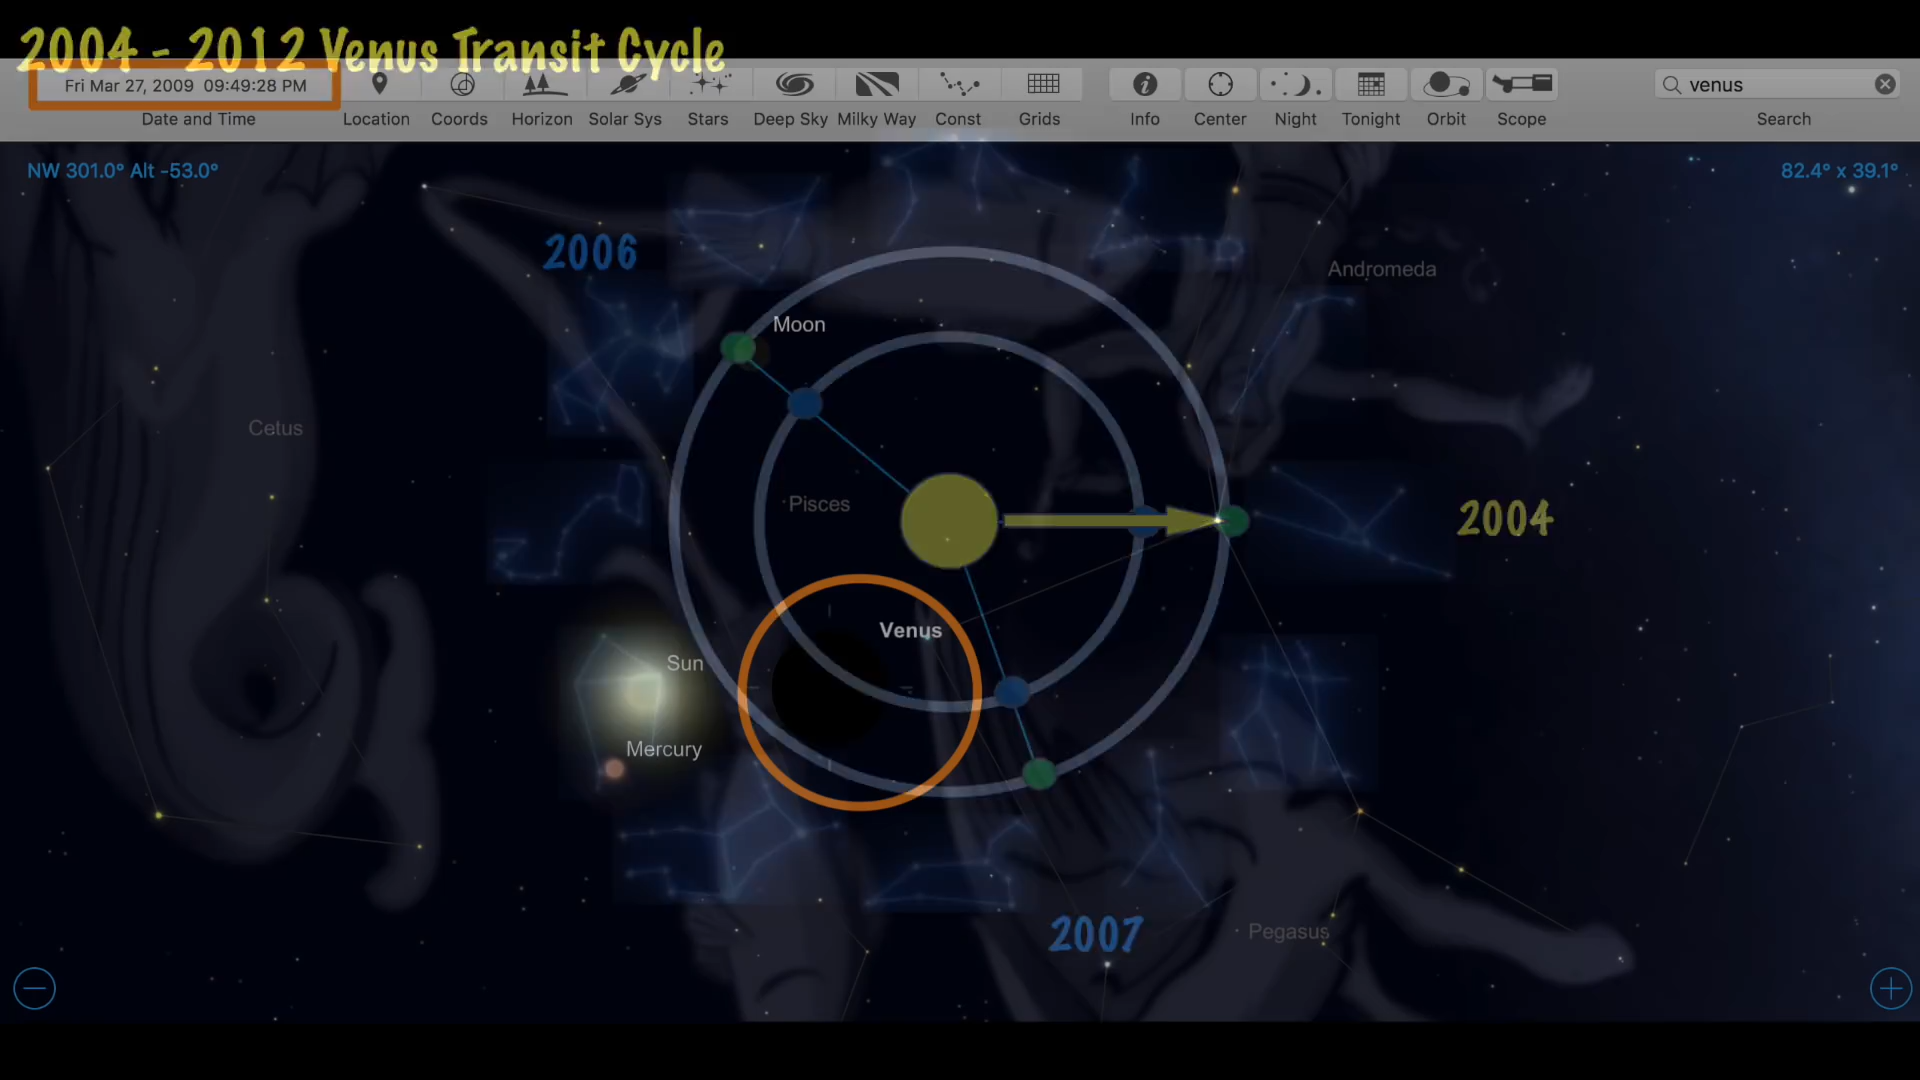 2004 - 2012 Venus Transit Cycle
Fri Mar 27, 2009 09:49:28 PM
venus
Date and Time
Location
Coords
Horizon
Solar Sys
Stars
Deep Sky
Milky Way
Const
Grids
Info
Center
Night
Tonight
Orbit
Scope
Search
NW 301.0° Alt -53.0°
82.4° x 39.1°
2006
Andromeda
Moon
Cetus
Pisces
2004
Venus
Sun
Mercury
2007
Pegasus